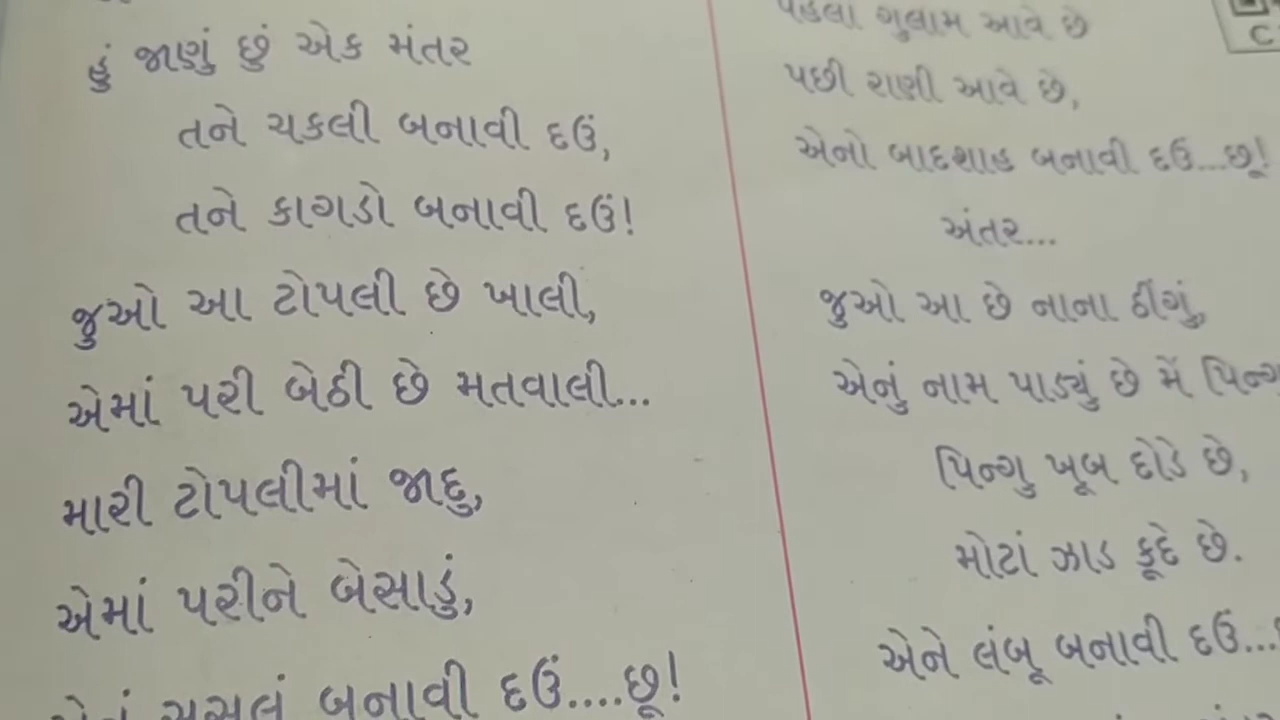 હું જાણું છું એક મંતર
તને ચકલી બનાવી દઉં,
તને કાગડો બનાવી દઉં!
જુઓ આ ટોપલી છે ખાલી,
એમાં પરી બેઠી છે મતવાલી...
મારી ટોપલીમાં જાદુ,
એમાં પરીને બેસાડું,
બનાવી દઉં....છૂ!
પહેલા ગુલામ આવે છે
પછી રાણી આવે છે,
એનો બાદશાહ બનાવી દઉં...છૂ!
અંતર...
જુઓ આ છે નાના ઠીંગું,
એનું નામ પાડ્યું છે મેં
પિન્ગુ ખૂબ દોડે છે,
મોટાં ઝાડ કૂદે છે.
એને લંબૂ બનાવી દઉં...